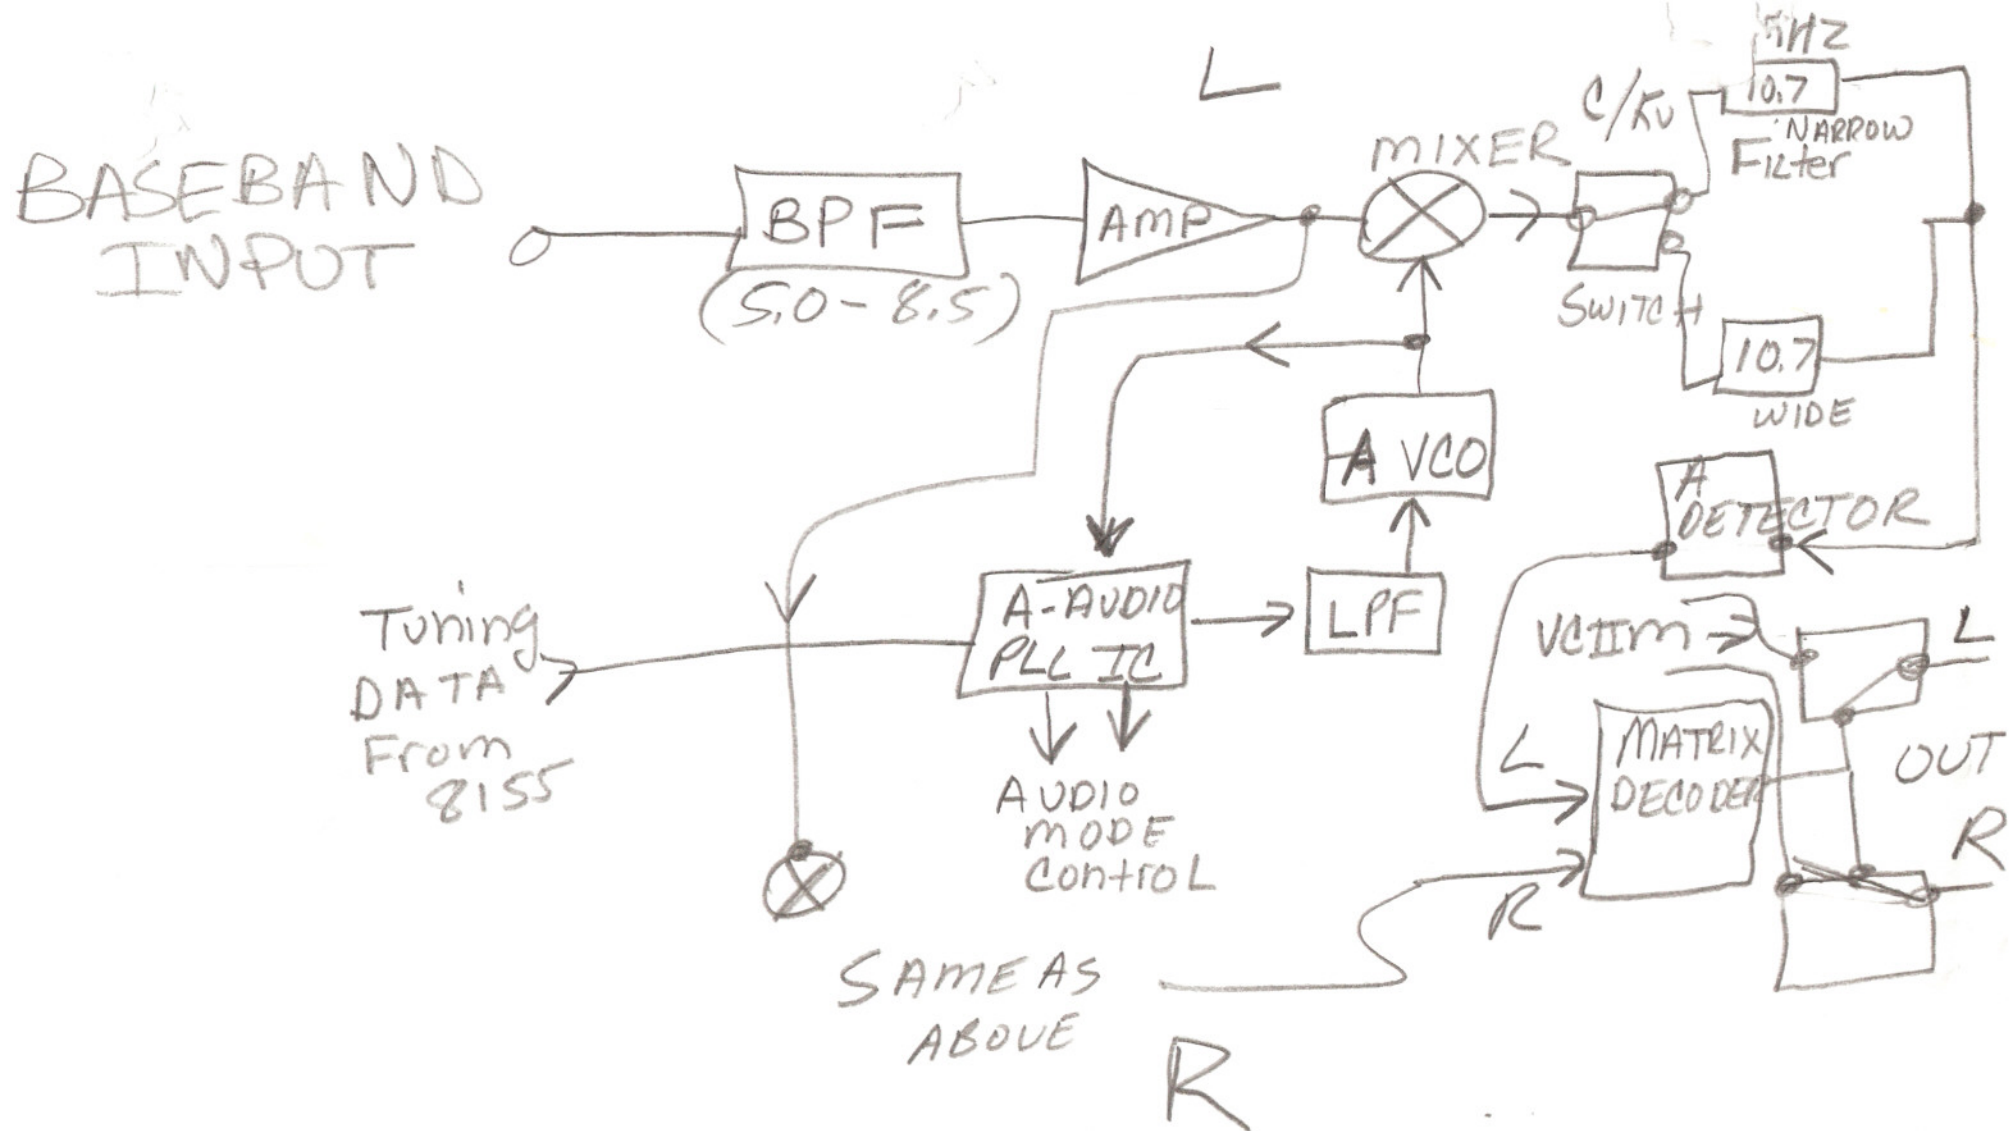 L
MHZ
C/KU
10.7
NARROW
Filter
MIXER
BASEBAND
INPUT
BPF
AMP
(5.0-8.5)
SWITCH
10.7
WIDE
A VCO
A
DETECTOR
Tuning
DATA
From
8155
A-AUDIO
PLL IC
LPF
VCIIM
L
MATRIX
DECODER
L
OUT
R
AUDIO
MODE
CONTROL
R
SAME AS
ABOVE
R